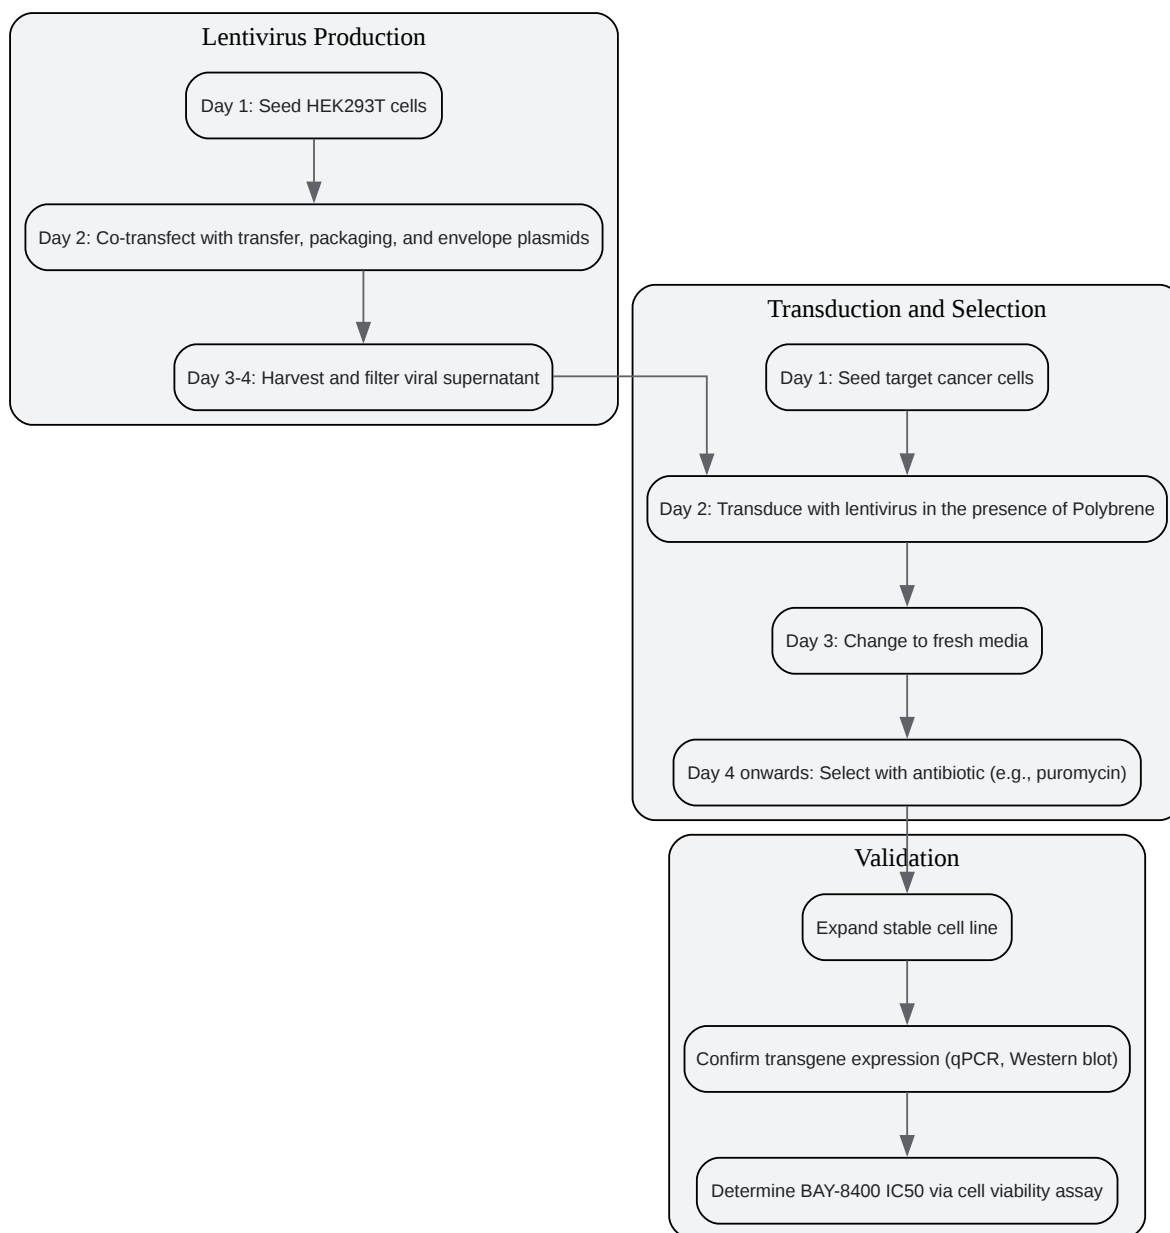 Lentivirus Production
Day 1: Seed HEK293T cells
Day 2: Co-transfect with transfer, packaging, and envelope plasmids
Day 3-4: Harvest and filter viral supernatant
Transduction and Selection
Day 1: Seed target cancer cells
Day 2: Transduce with lentivirus in the presence of Polybrene
Day 3: Change to fresh media
Day 4 onwards: Select with antibiotic (e.g., puromycin)
Validation
Expand stable cell line
Confirm transgene expression (qPCR, Western blot)
Determine BAY-8400 IC50 via cell viability assay